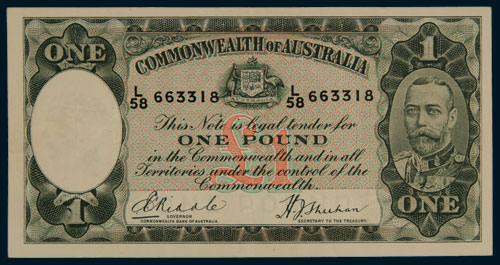 ONE
1
COMMONWEALTH OF AUSTRALIA
L/58 663318 L/58 663318
This Note is legal tender for
ONE POUND
in the Commonwealth and in all
Territories under the control of the
Commonwealth.
£1
C Riddle
H J Sheehan
GOVERNOR
COMMONWEALTH BANK OF AUSTRALIA
SECRETARY TO THE TREASURY
1
ONE